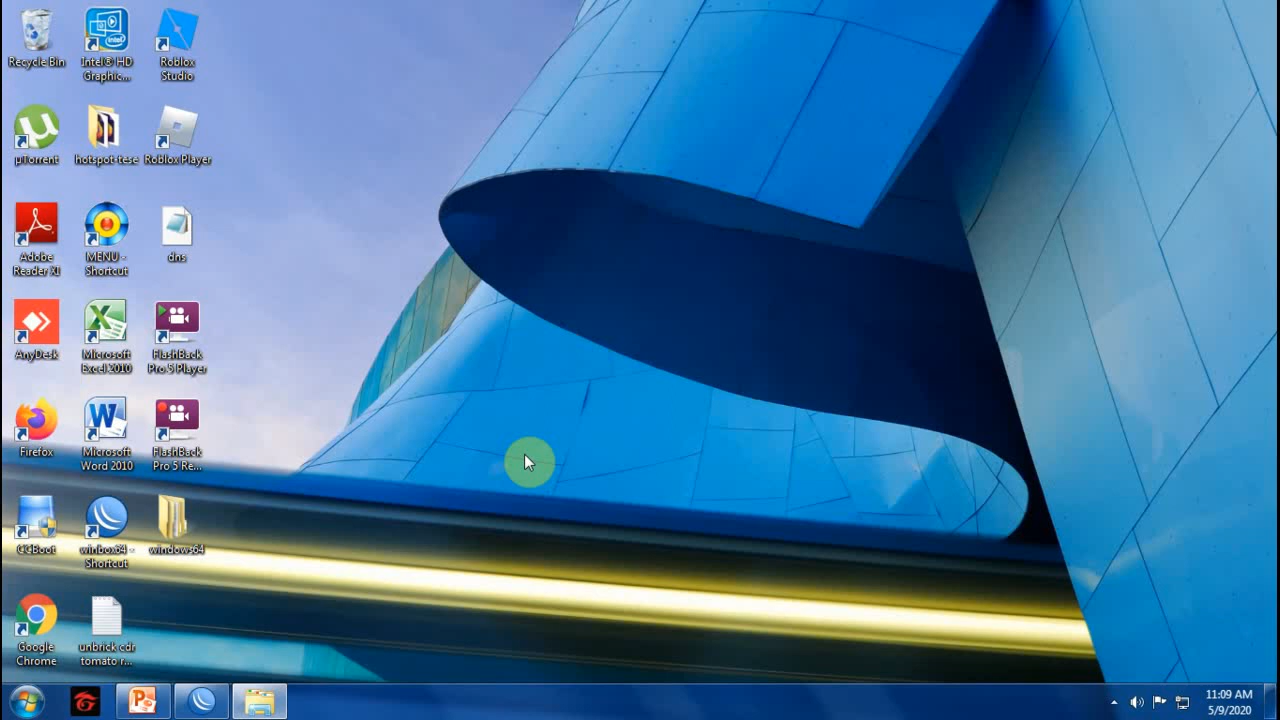 Recycle Bin
Intel® HD
Graphic...
Roblox
Studio
µTorrent
hotspot-tese
Roblox Player
Adobe
Reader XI
MENU -
Shortcut
dns
AnyDesk
Microsoft
Excel 2010
FlashBack
Pro 5 Player
Firefox
Microsoft
Word 2010
FlashBack
Pro 5 Re...
CCBoot
winbox64 -
Shortcut
windows64
Google
Chrome
unbrick cdr
tomato r...
11:09 AM
5/9/2020